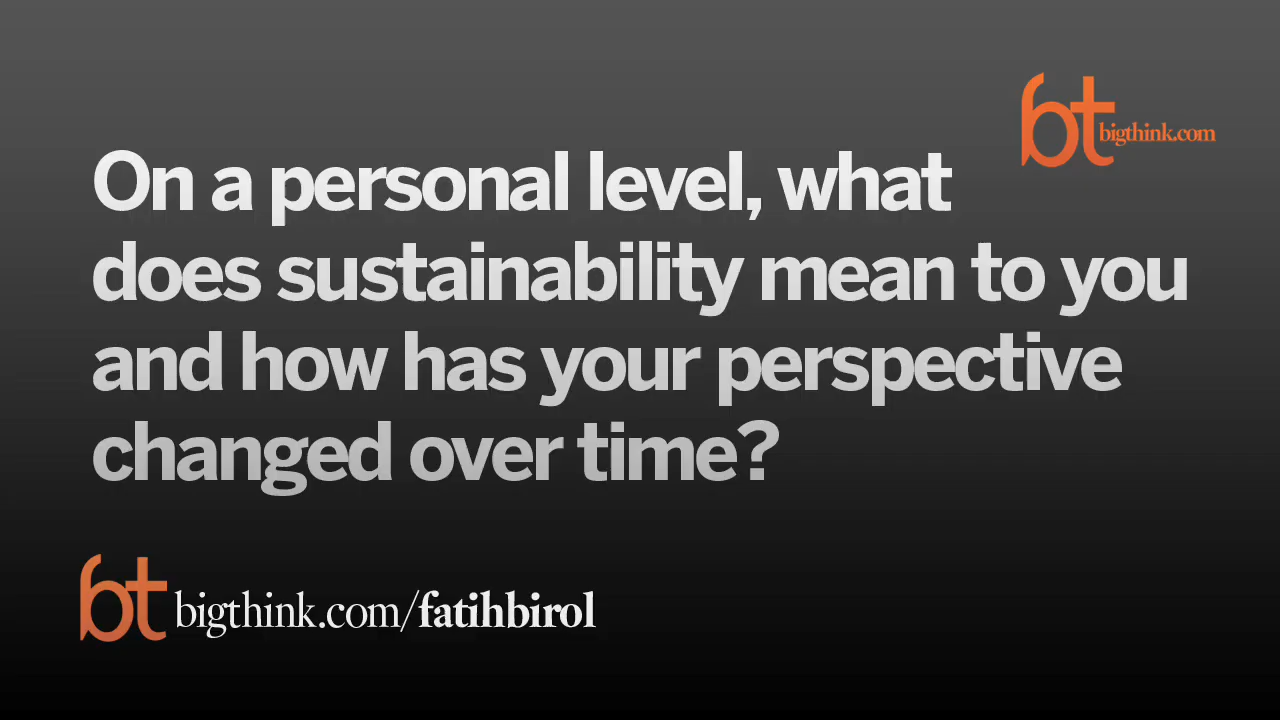 bt bigthink.com
On a personal level, what
does sustainability mean to you
and how has your perspective
changed over time?
bt bigthink.com/fatihbirol